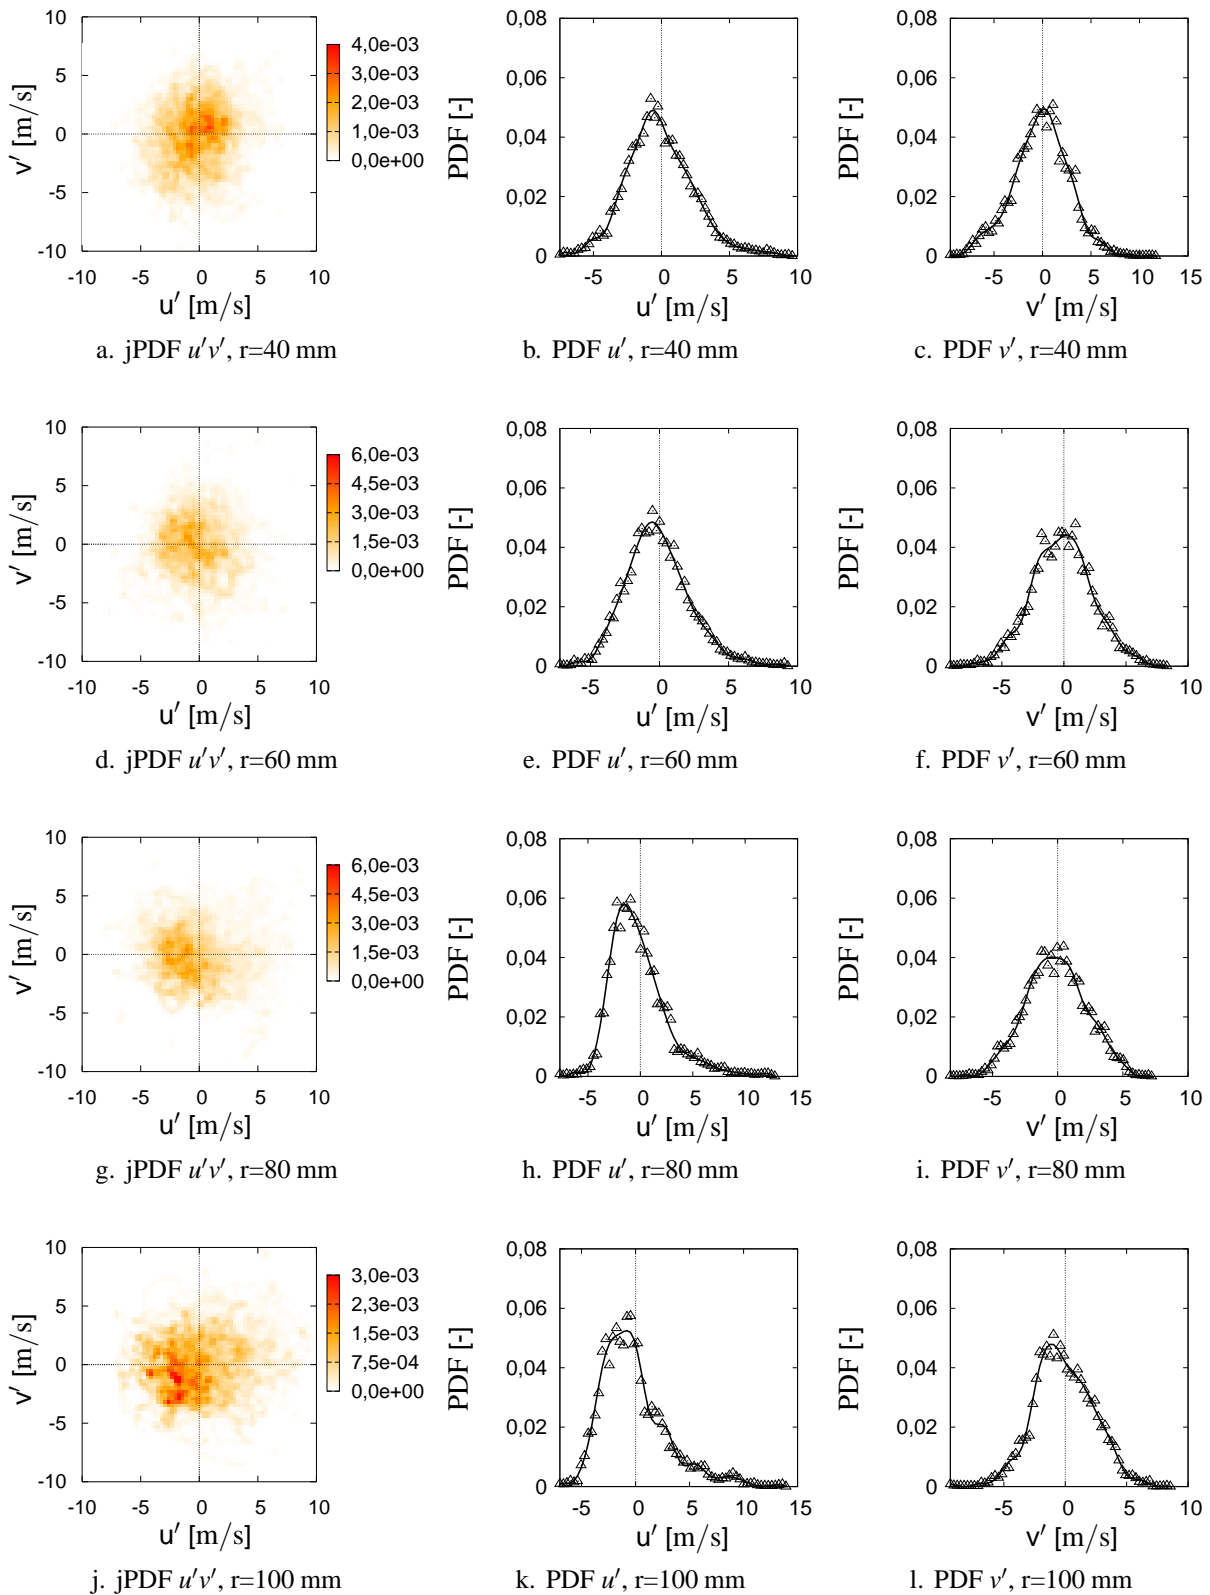 10
5
0
-5
-10
v′ [m/s]
-10 -5 0 5 10
u′ [m/s]
4,0e-03
3,0e-03
2,0e-03
1,0e-03
0,0e+00
a. jPDF u′v′, r=40 mm
0,08
0,06
0,04
0,02
0
PDF [-]
-5 0 5 10
u′ [m/s]
b. PDF u′, r=40 mm
0,08
0,06
0,04
0,02
0
PDF [-]
-5 0 5 10 15
v′ [m/s]
c. PDF v′, r=40 mm
10
5
0
-5
-10
v′ [m/s]
-10 -5 0 5 10
u′ [m/s]
6,0e-03
4,5e-03
3,0e-03
1,5e-03
0,0e+00
d. jPDF u′v′, r=60 mm
0,08
0,06
0,04
0,02
0
PDF [-]
-5 0 5 10
u′ [m/s]
e. PDF u′, r=60 mm
0,08
0,06
0,04
0,02
0
PDF [-]
-5 0 5 10
v′ [m/s]
f. PDF v′, r=60 mm
10
5
0
-5
-10
v′ [m/s]
-10 -5 0 5 10
u′ [m/s]
6,0e-03
4,5e-03
3,0e-03
1,5e-03
0,0e+00
g. jPDF u′v′, r=80 mm
0,08
0,06
0,04
0,02
0
PDF [-]
-5 0 5 10 15
u′ [m/s]
h. PDF u′, r=80 mm
0,08
0,06
0,04
0,02
0
PDF [-]
-5 0 5 10
v′ [m/s]
i. PDF v′, r=80 mm
10
5
0
-5
-10
v′ [m/s]
-10 -5 0 5 10
u′ [m/s]
3,0e-03
2,3e-03
1,5e-03
7,5e-04
0,0e+00
j. jPDF u′v′, r=100 mm
0,08
0,06
0,04
0,02
0
PDF [-]
-5 0 5 10 15
u′ [m/s]
k. PDF u′, r=100 mm
0,08
0,06
0,04
0,02
0
PDF [-]
-5 0 5 10
v′ [m/s]
l. PDF v′, r=100 mm